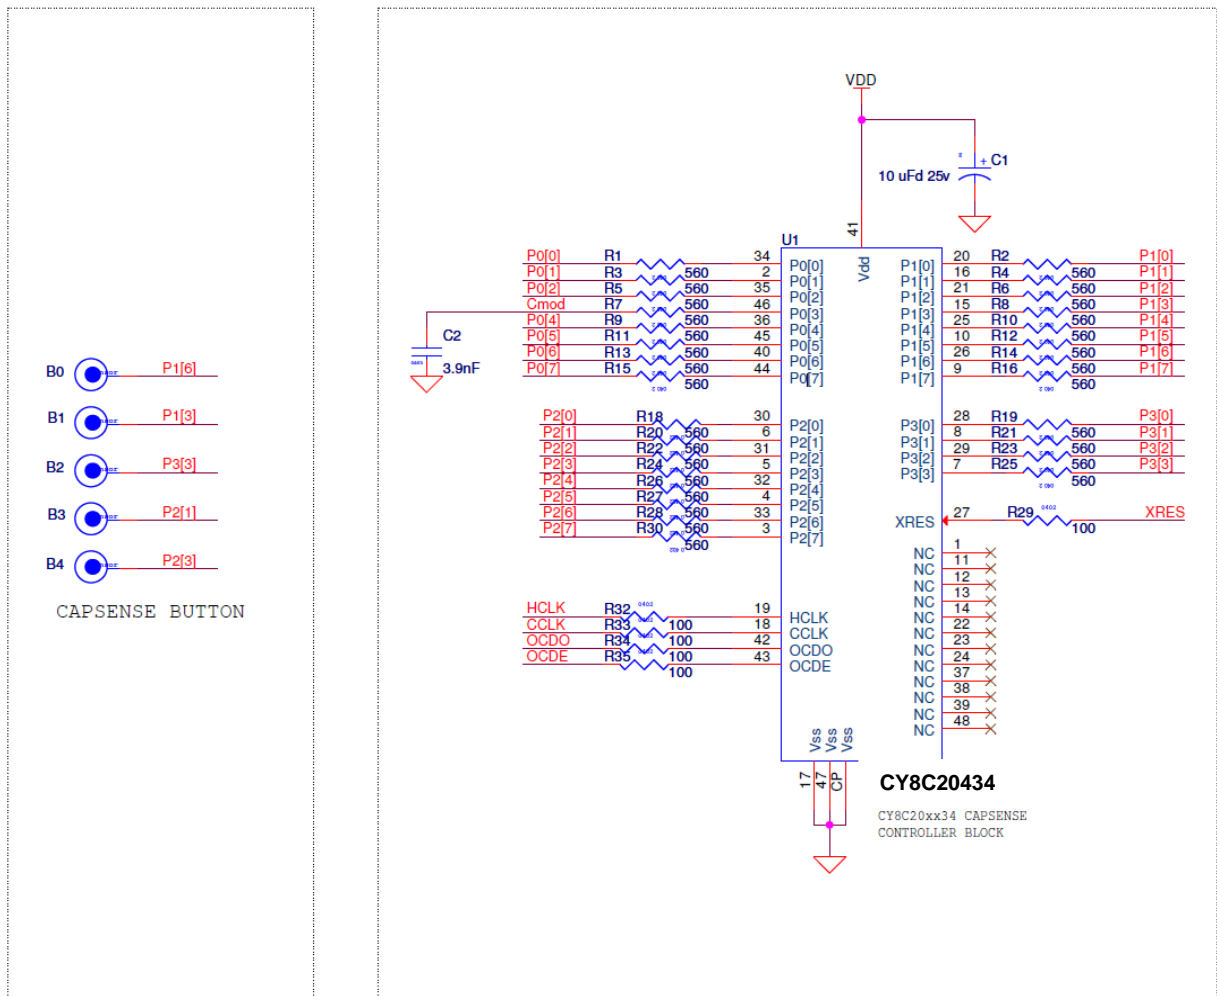 B0 P1[6]
B1 P1[3]
B2 P3[3]
B3 P2[1]
B4 P2[3]
CAPSENSE BUTTON
VDD
+ C1
10 uFd 25v
41
U1
Vdd
P0[0] R1 560 34 P0[0]
P0[1] R3 560 2 P0[1]
P0[2] R5 560 35 P0[2]
Cmod R7 560 46 P0[3]
P0[4] R9 560 36 P0[4]
P0[5] R11 560 45 P0[5]
P0[6] R13 560 40 P0[6]
P0[7] R15 560 44 P0[7]
C2
3.9nF
P2[0] R18 560 30 P2[0]
P2[1] R20 560 6 P2[1]
P2[2] R22 560 31 P2[2]
P2[3] R24 560 5 P2[3]
P2[4] R26 560 32 P2[4]
P2[5] R27 560 4 P2[5]
P2[6] R28 560 33 P2[6]
P2[7] R30 560 3 P2[7]
HCLK R32 0402 100 19 HCLK
CCLK R33 100 18 CCLK
OCDO R34 100 42 OCDO
OCDE R35 100 43 OCDE
P1[0] 20 R2 560 P1[0]
P1[1] 16 R4 560 P1[1]
P1[2] 21 R6 560 P1[2]
P1[3] 15 R8 560 P1[3]
P1[4] 25 R10 560 P1[4]
P1[5] 10 R12 560 P1[5]
P1[6] 26 R14 560 P1[6]
P1[7] 9 R16 560 P1[7]
P3[0] 28 R19 560 P3[0]
P3[1] 8 R21 560 P3[1]
P3[2] 29 R23 560 P3[2]
P3[3] 7 R25 560 P3[3]
XRES 27 R29 0402 100 XRES
NC 1
NC 11
NC 12
NC 13
NC 14
NC 22
NC 23
NC 24
NC 37
NC 38
NC 39
NC 48
Vss Vss Vss
17 47 CP
CY8C20434
CY8C20xx34 CAPSENSE
CONTROLLER BLOCK